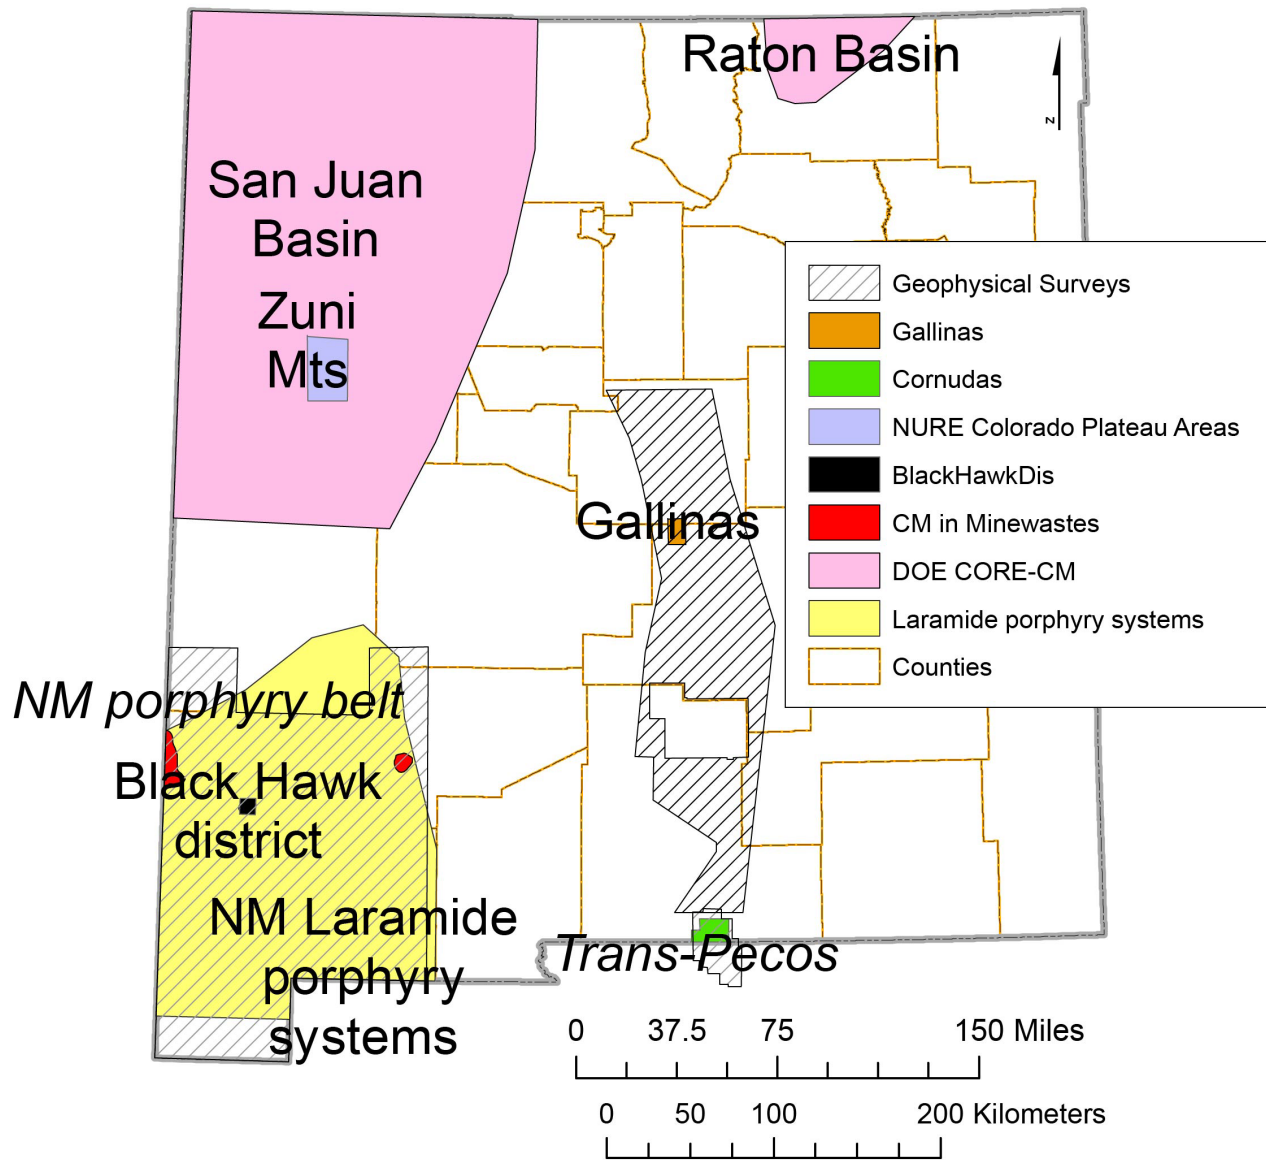 Raton Basin
San Juan
Basin
Zuni
Mts
Gallinas
NM porphyry belt
Black Hawk
district
NM Laramide
porphyry
systems
Trans-Pecos
Z
Geophysical Surveys
Gallinas
Cornudas
NURE Colorado Plateau Areas
BlackHawkDis
CM in Minewastes
DOE CORE-CM
Laramide porphyry systems
Counties
0 37.5 75 150 Miles
0 50 100 200 Kilometers